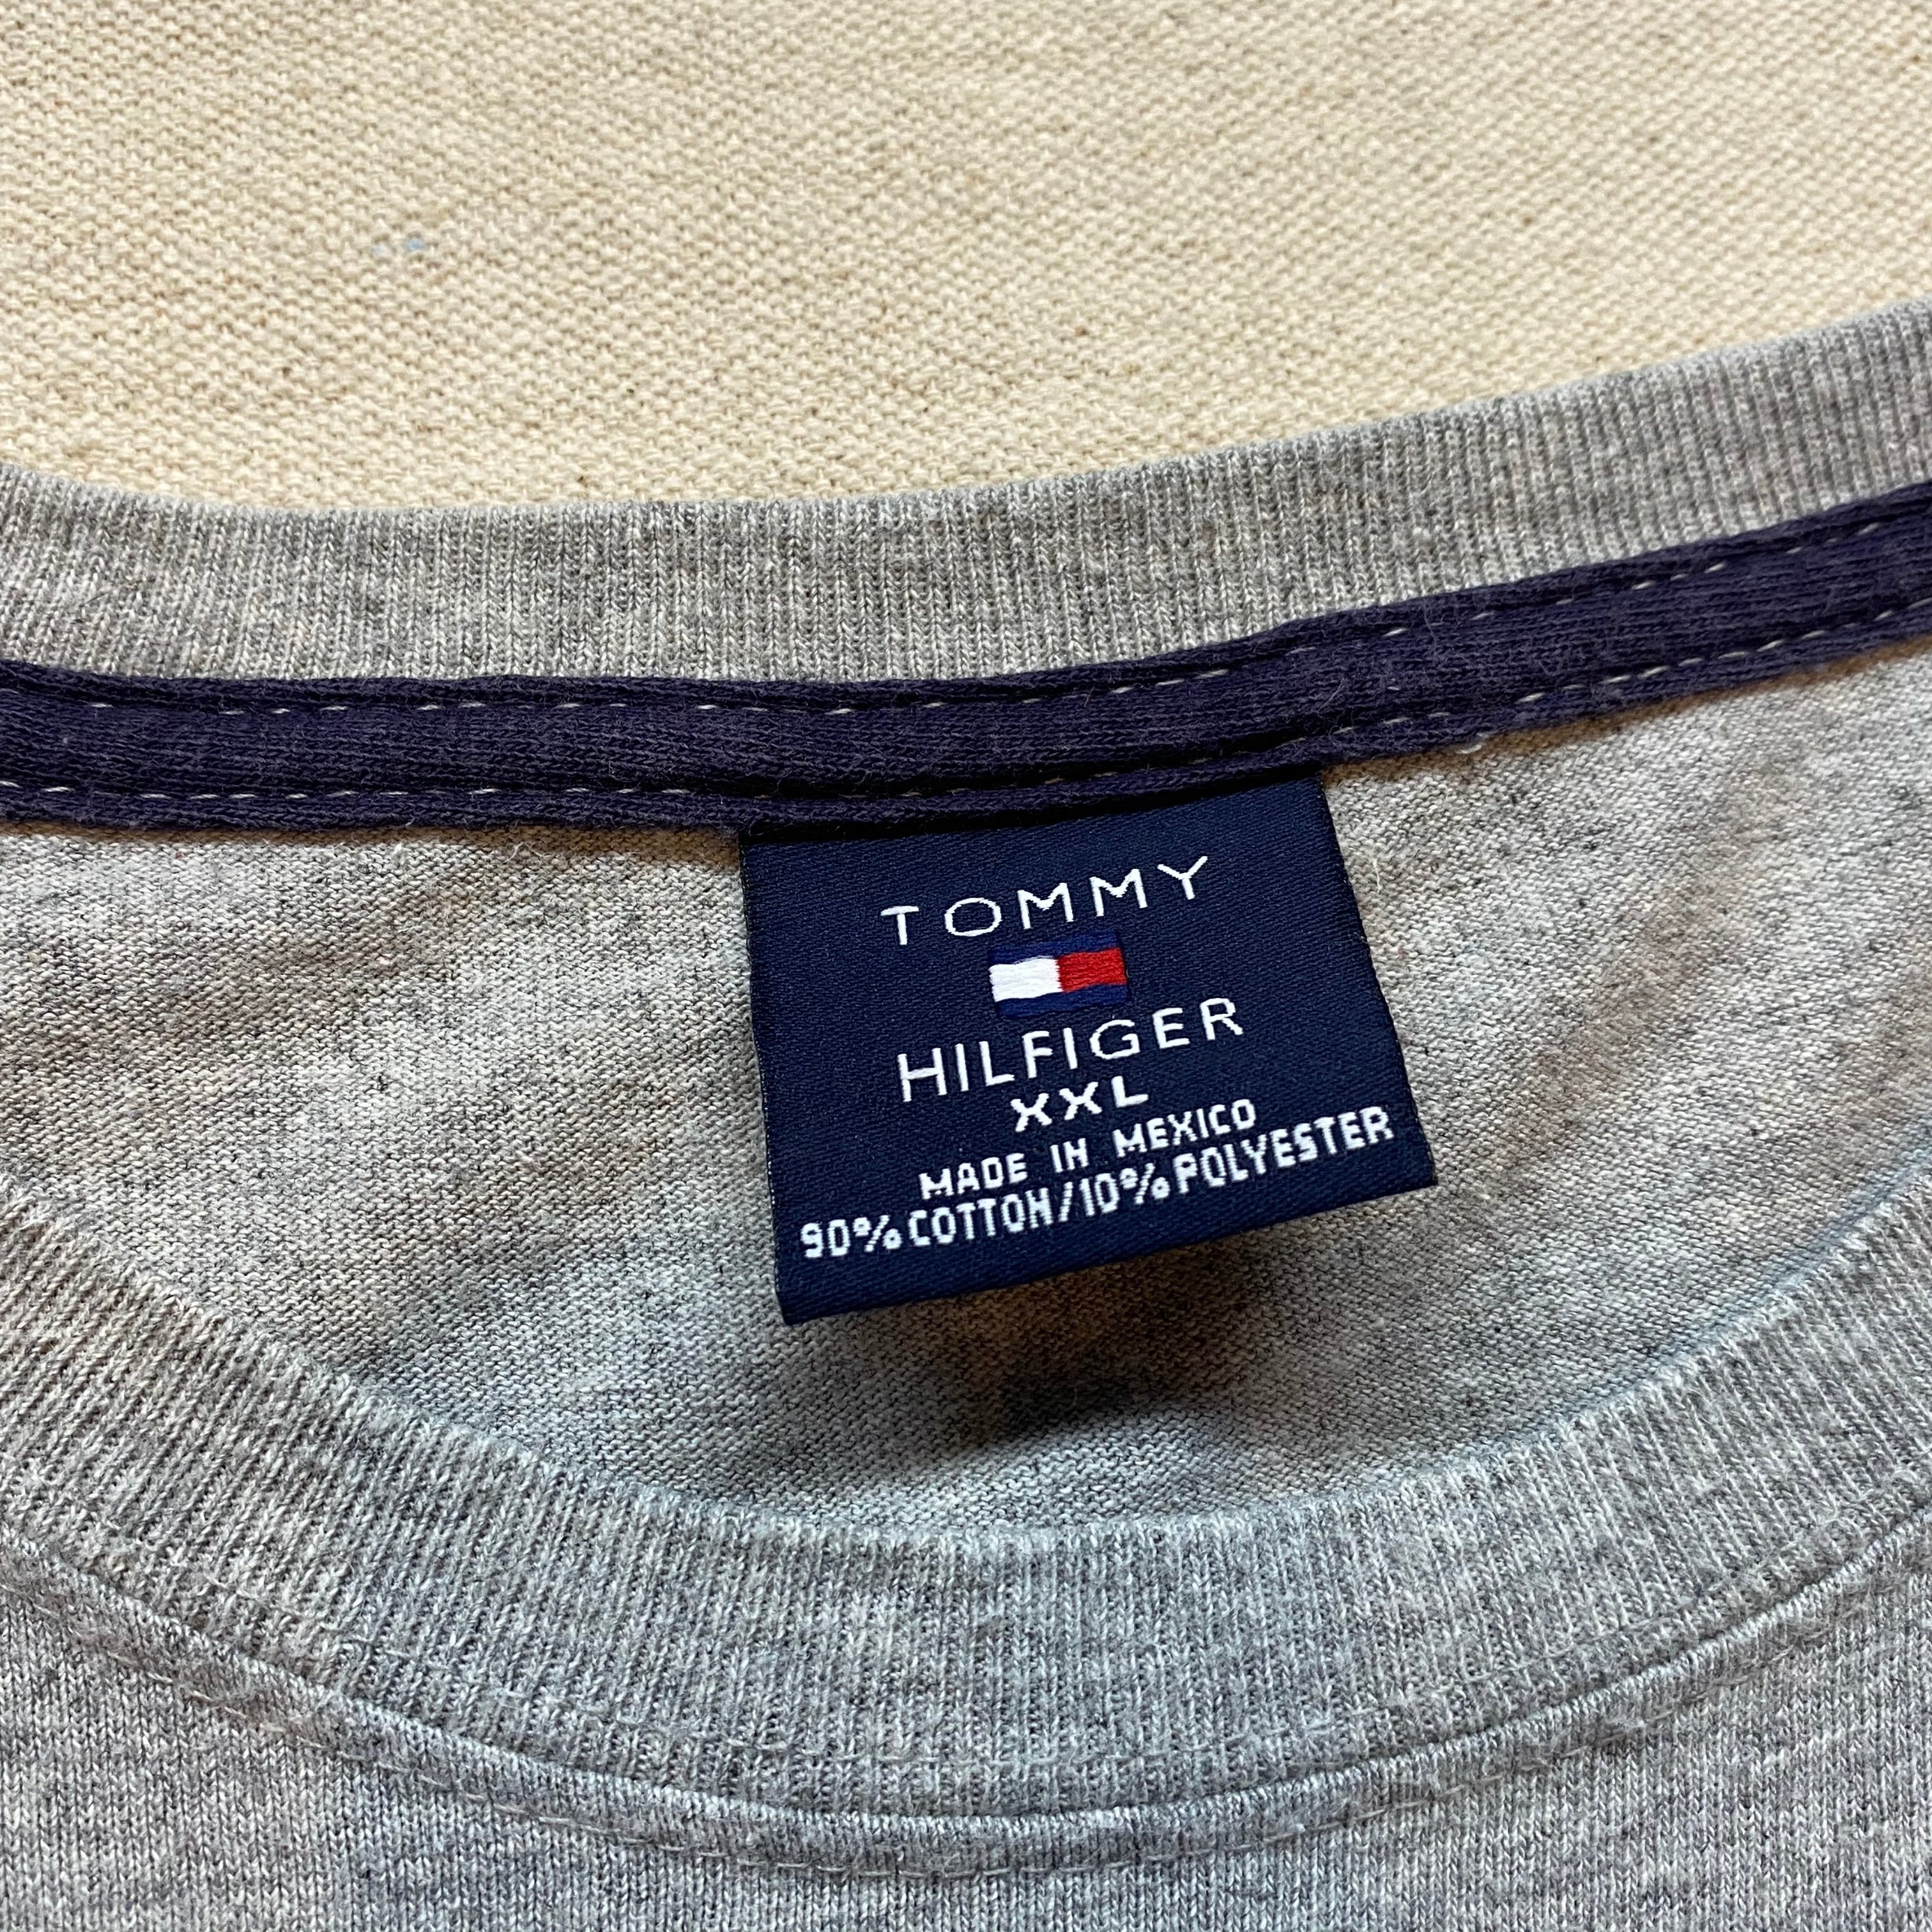 TOMMY
HILFIGER
XXL
MADE IN MEXICO
90% COTTON/10% POLYESTER